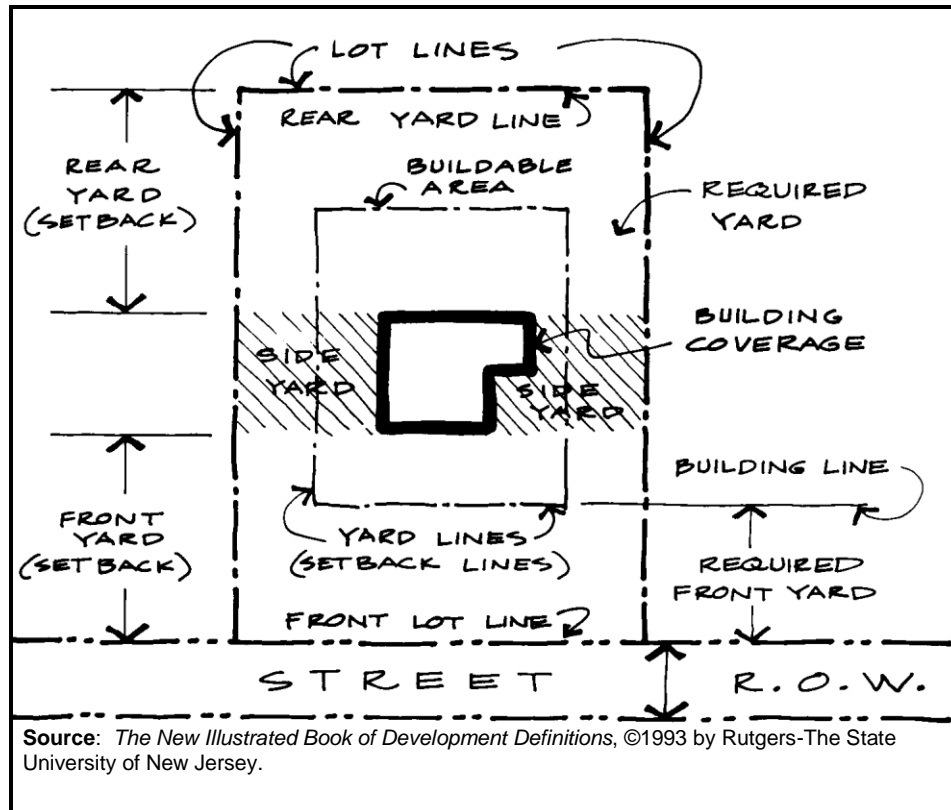 LOT LINES
REAR YARD LINE
REAR
YARD
(SETBACK)
BUILDABLE
AREA
REQUIRED
YARD
BUILDING
COVERAGE
SIDE
YARD
SIDE
YARD
BUILDING LINE
FRONT
YARD
(SETBACK)
YARD LINES
(SETBACK LINES)
REQUIRED
FRONT YARD
FRONT LOT LINE
STREET
R.O.W.
Source: The New Illustrated Book of Development Definitions, ©1993 by Rutgers-The State
University of New Jersey.